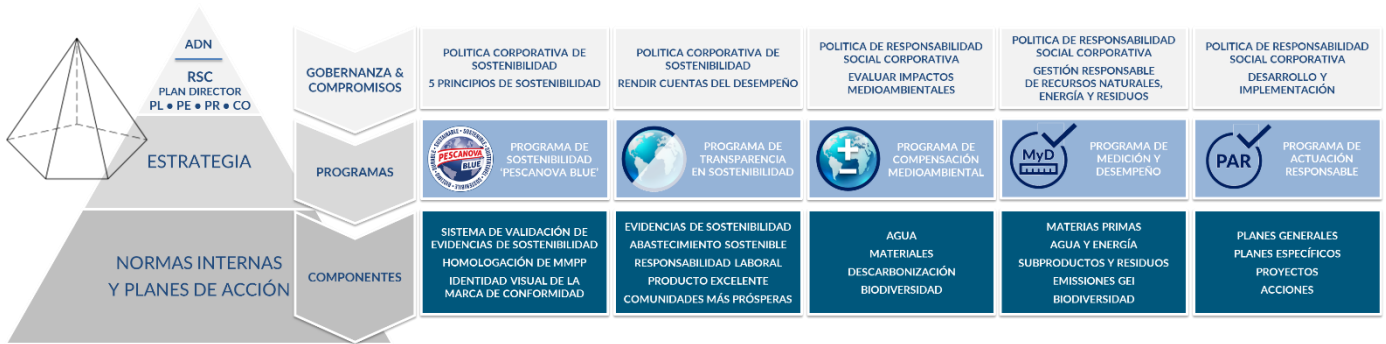 ADN
RSC
PLAN DIRECTOR
PL ● PE ● PR ● CO
ESTRATEGIA
NORMAS INTERNAS
Y PLANES DE ACCIÓN
GOBERNANZA &
COMPROMISOS
POLITICA CORPORATIVA DE
SOSTENIBILIDAD
5 PRINCIPIOS DE SOSTENIBILIDAD
POLITICA CORPORATIVA DE
SOSTENIBILIDAD
RENDIR CUENTAS DEL DESEMPEÑO
POLITICA DE RESPONSABILIDAD
SOCIAL CORPORATIVA
EVALUAR IMPACTOS
MEDIOAMBIENTALES
POLITICA DE RESPONSABILIDAD
SOCIAL CORPORATIVA
GESTIÓN RESPONSABLE
DE RECURSOS NATURALES,
ENERGÍA Y RESIDUOS
POLITICA DE RESPONSABILIDAD
SOCIAL CORPORATIVA
DESARROLLO Y
IMPLEMENTACIÓN
PROGRAMAS
PESCANOVA
BLUE
PROGRAMA DE
SOSTENIBILIDAD
'PESCANOVA BLUE'
PROGRAMA DE
TRANSPARENCIA
EN SOSTENIBILIDAD
PROGRAMA DE
COMPENSACIÓN
MEDIOAMBIENTAL
MyD
PROGRAMA DE
MEDICIÓN Y
DESEMPEÑO
PAR
PROGRAMA DE
ACTUACIÓN
RESPONSABLE
COMPONENTES
SISTEMA DE VALIDACIÓN DE
EVIDENCIAS DE SOSTENIBILIDAD
HOMOLOGACIÓN DE MMPP
IDENTIDAD VISUAL DE LA
MARCA DE CONFORMIDAD
EVIDENCIAS DE SOSTENIBILIDAD
ABASTECIMIENTO SOSTENIBLE
RESPONSABILIDAD LABORAL
PRODUCTO EXCELENTE
COMUNIDADES MÁS PRÓSPERAS
AGUA
MATERIALES
DESCARBONIZACIÓN
BIODIVERSIDAD
MATERIAS PRIMAS
AGUA Y ENERGÍA
SUBPRODUCTOS Y RESIDUOS
EMISSIONES GEI
BIODIVERSIDAD
PLANES GENERALES
PLANES ESPECÍFICOS
PROYECTOS
ACCIONES